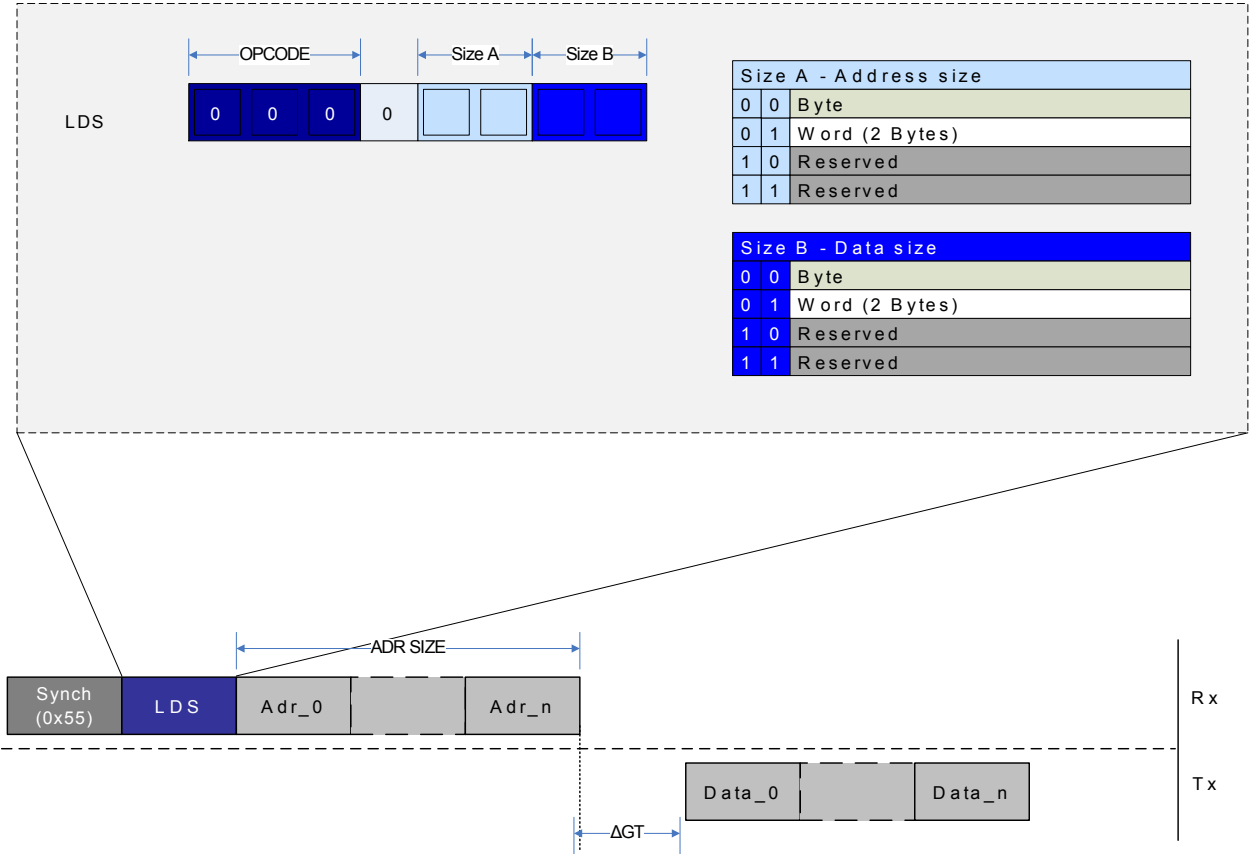 OPCODE Size A Size B
LDS 0 0 0 0
Size A - Address size
0 0 Byte
0 1 Word (2 Bytes)
1 0 Reserved
1 1 Reserved
Size B - Data size
0 0 Byte
0 1 Word (2 Bytes)
1 0 Reserved
1 1 Reserved
ADR SIZE
Synch
(0x55)
LDS Adr_0 Adr_n Rx
Data_0 Data_n Tx
ΔGT